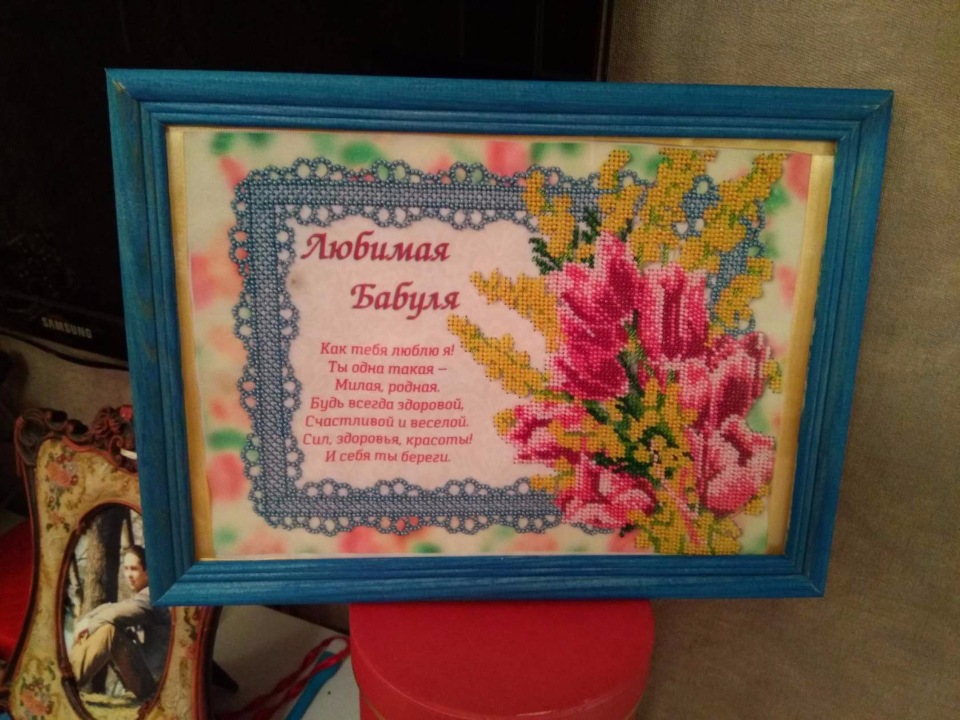 Любимая
Бабуля
Как тебя люблю я!
Ты одна такая –
Милая, родная.
Будь всегда здоровой,
Счастливой и веселой.
Сил, здоровья, красоты!
И себя ты береги.
SAMSUNG